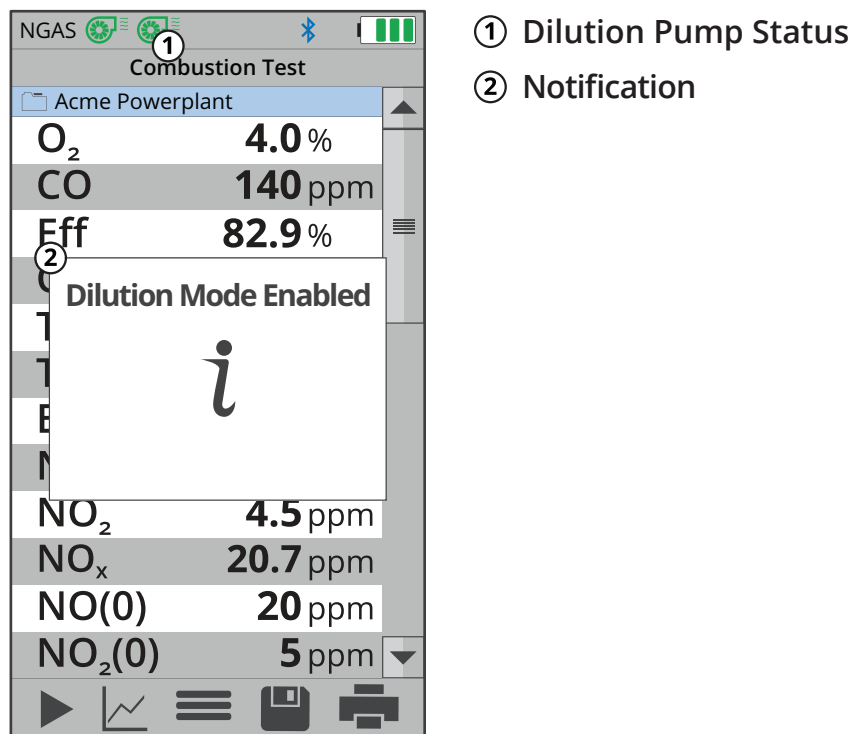 NGAS
1
Combustion Test
Acme Powerplant
O₂ 4.0 %
CO 140 ppm
Eff 82.9 %
2
Dilution Mode Enabled
i
NO₂ 4.5 ppm
NOₓ 20.7 ppm
NO(0) 20 ppm
NO₂(0) 5 ppm
1 Dilution Pump Status
2 Notification